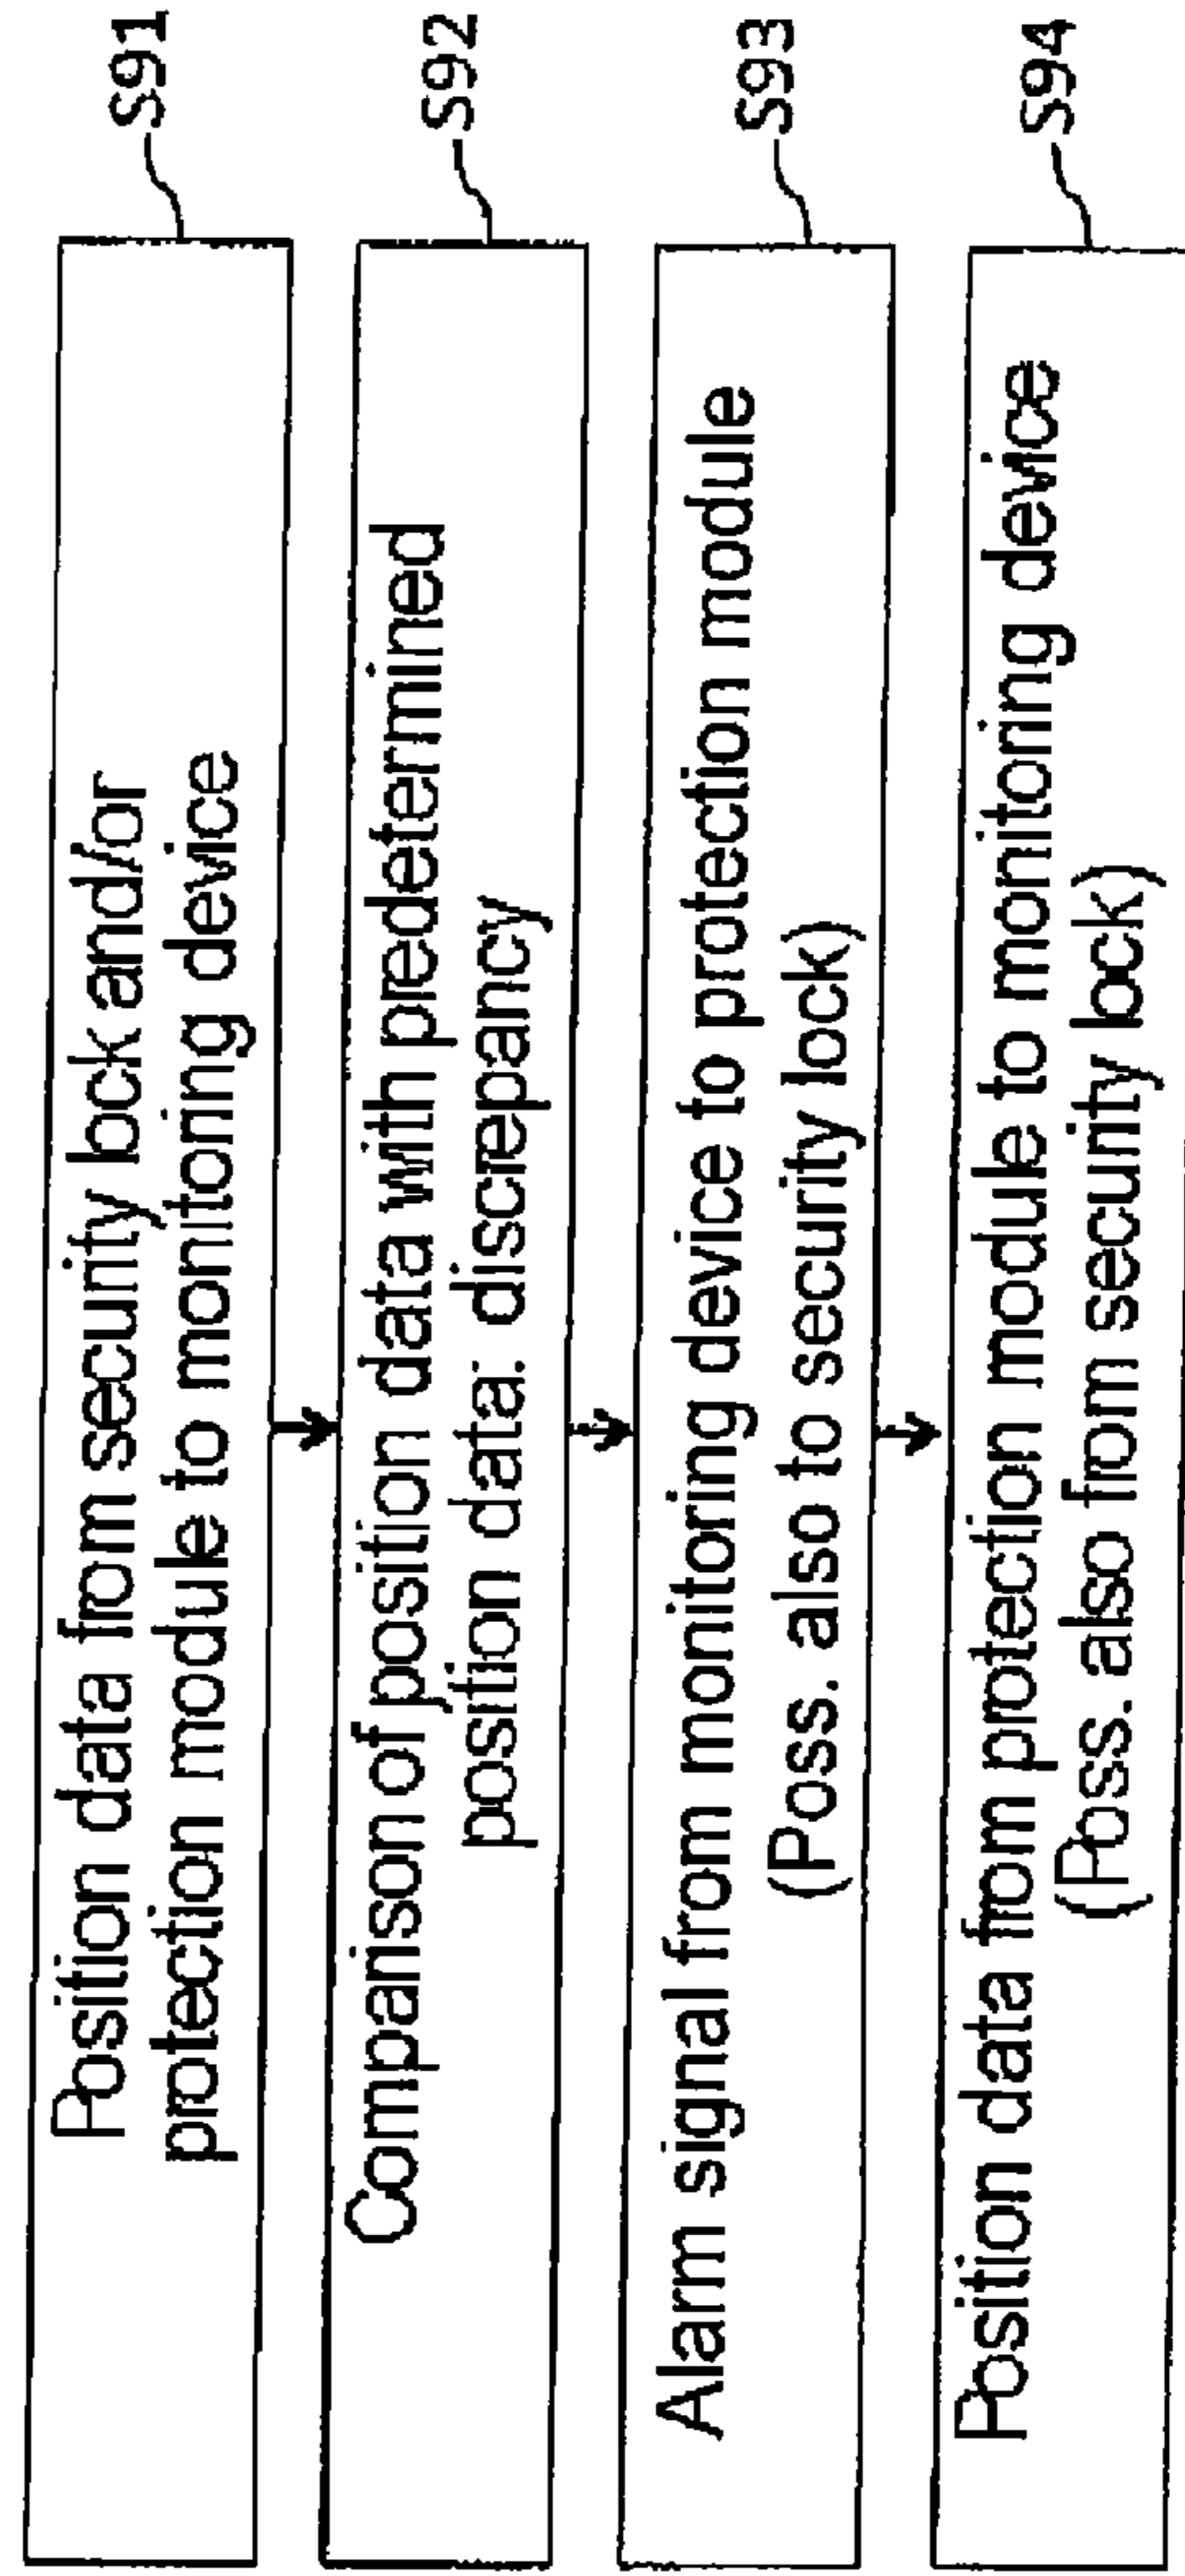 Position data from security lock and/or
protection module to monitoring device
S91
Comparison of position data with predetermined
position data: discrepancy
S92
Alarm signal from monitoring device to protection module
(Poss. also to security lock)
S93
Position data from protection module to monitoring device
(Poss. also from security lock)
S94